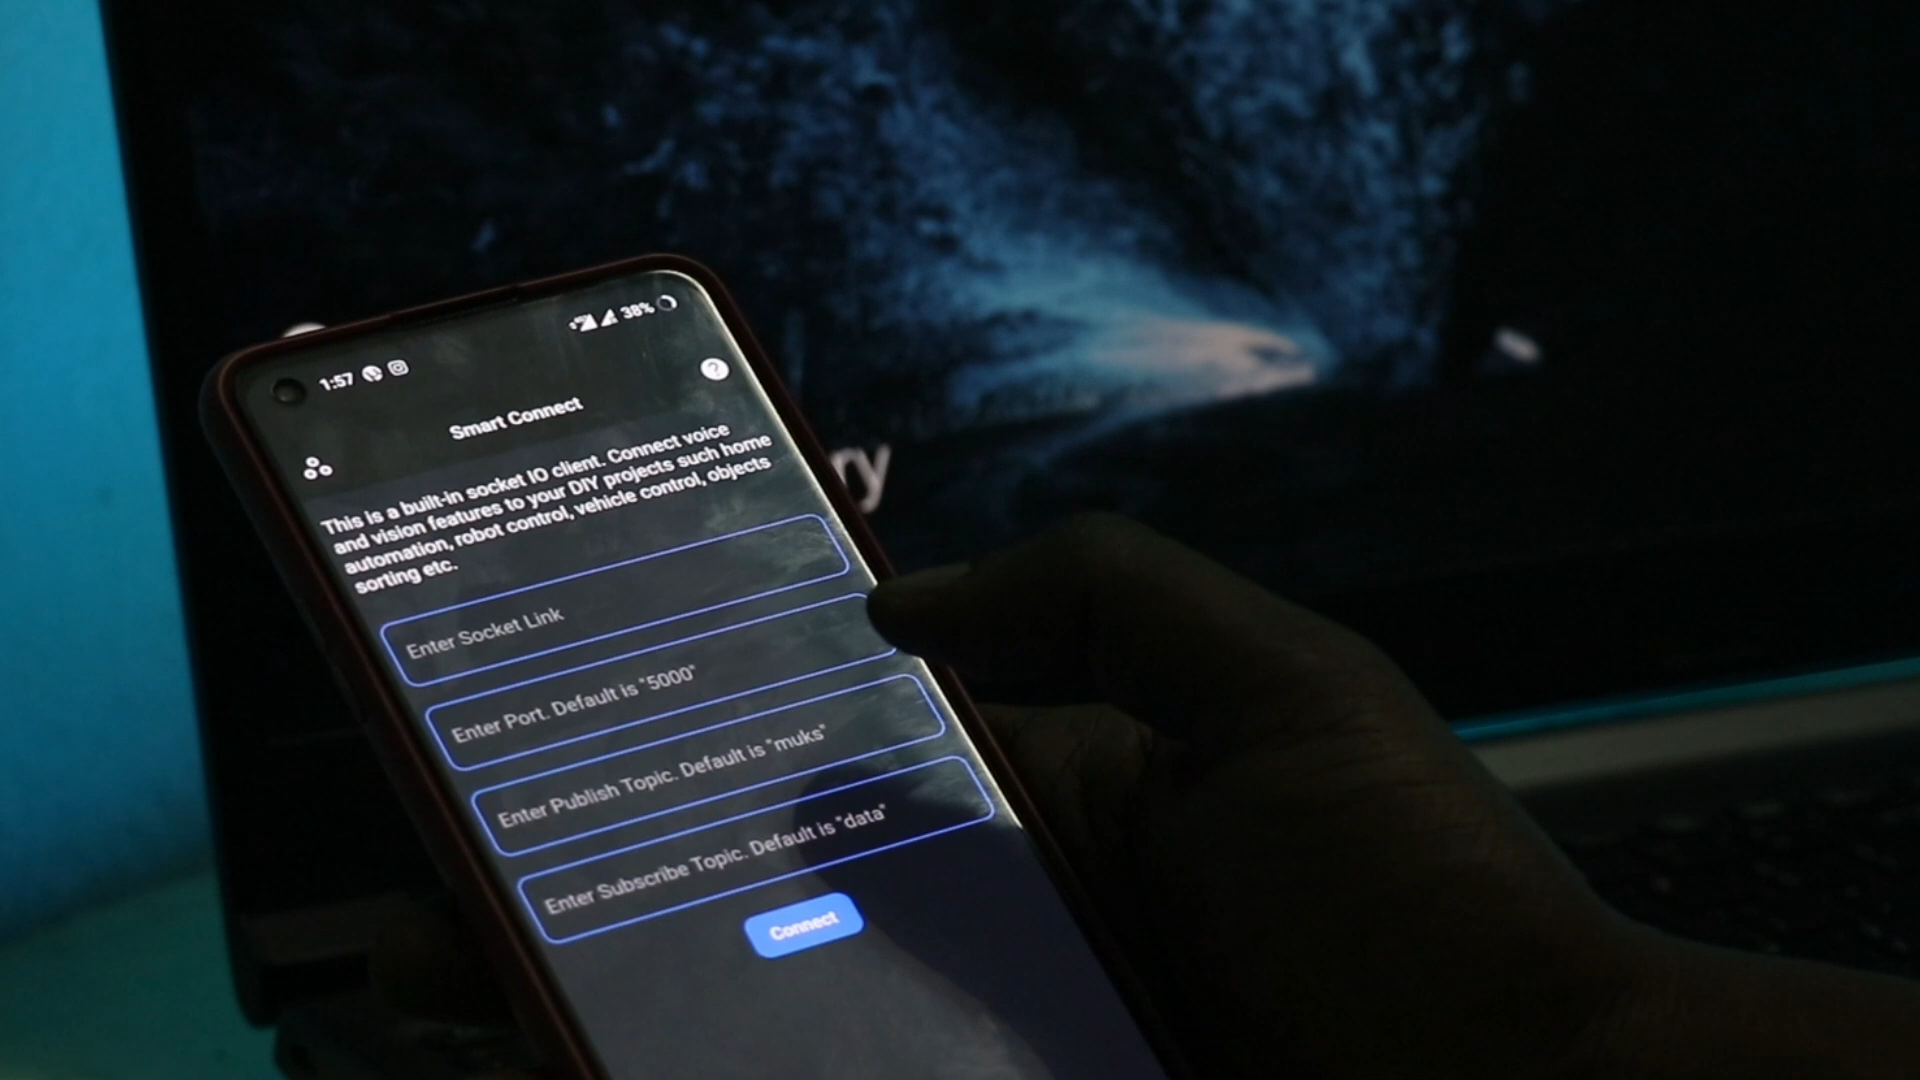 1:57 38%
Smart Connect
This is a built-in socket IO client. Connect voice
and vision features to your DIY projects such home
automation, robot control, vehicle control, objects
sorting etc.
Enter Socket Link
Enter Port. Default is "5000"
Enter Publish Topic. Default is "muks"
Enter Subscribe Topic. Default is "data"
Connect
ry